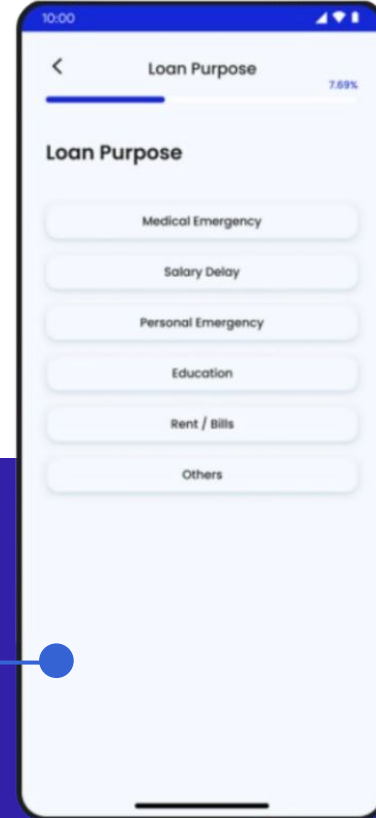 10:00
Loan Purpose
7.69%
Loan Purpose
Medical Emergency
Salary Delay
Personal Emergency
Education
Rent / Bills
Others